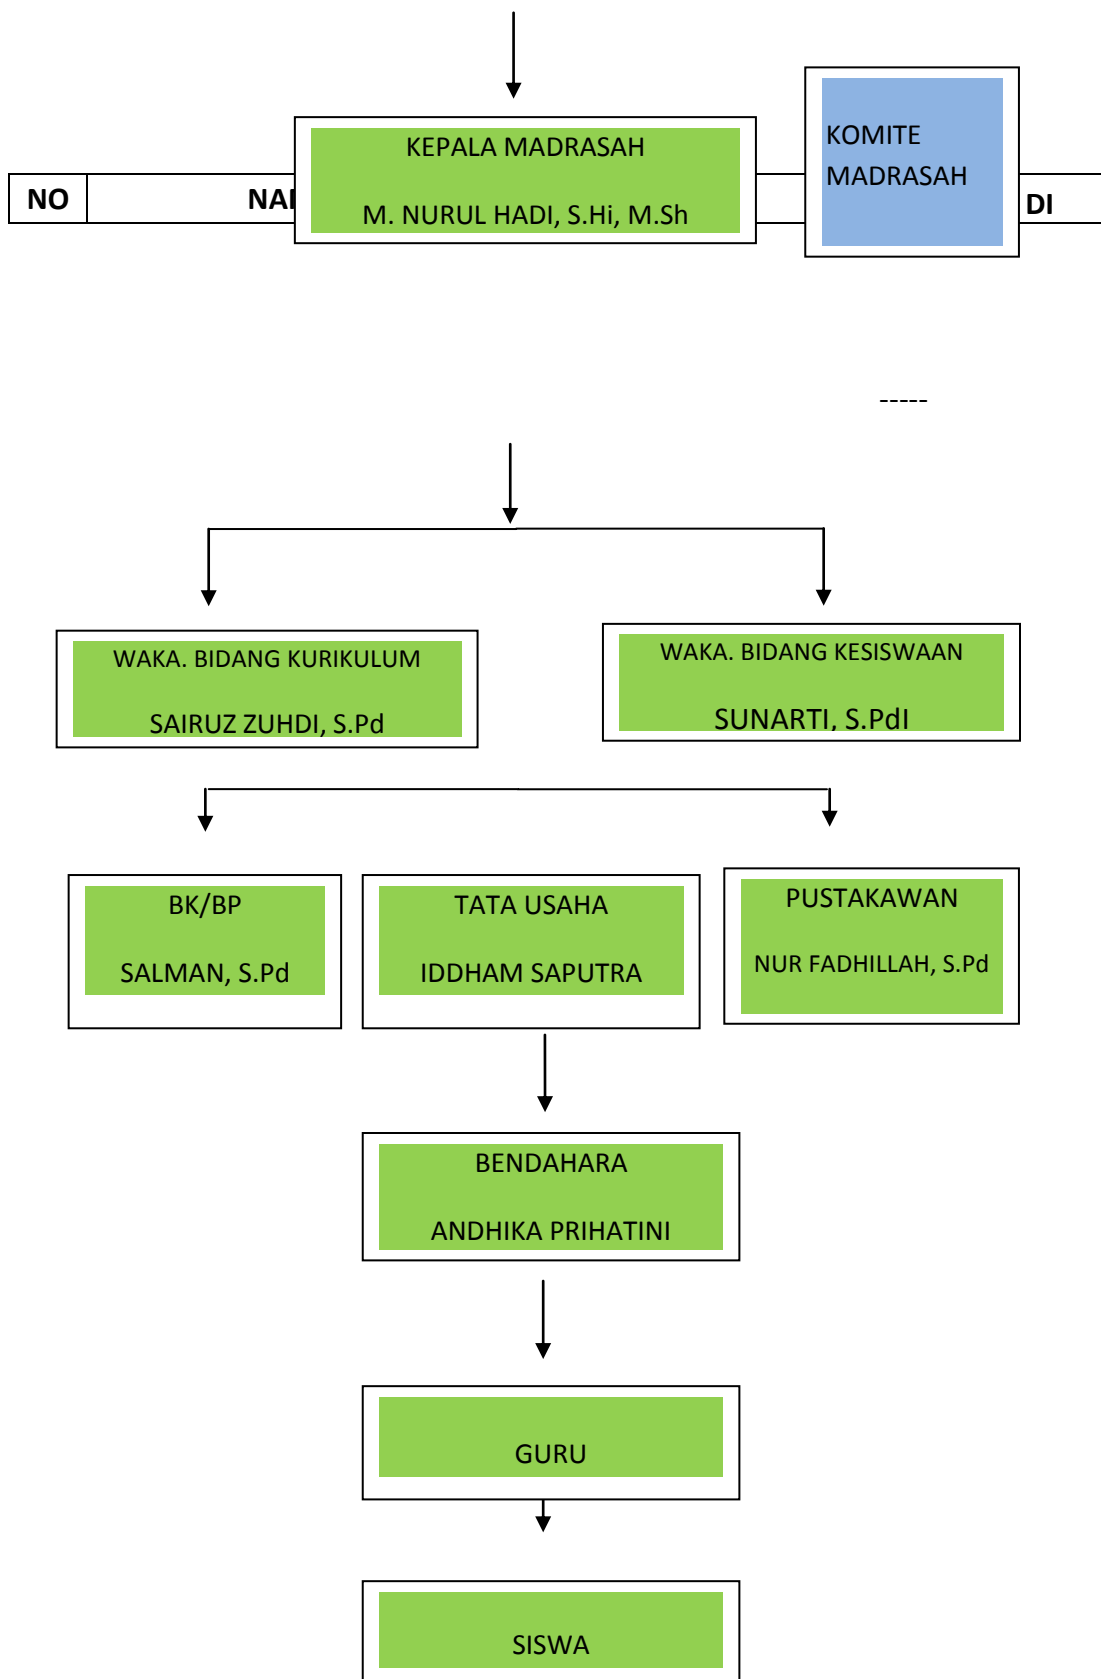 KEPALA MADRASAH
M. NURUL HADI, S.Hi, M.Sh
KOMITE
MADRASAH
NO
DI
-----
WAKA. BIDANG KURIKULUM
SAIRUZ ZUHDI, S.Pd
WAKA. BIDANG KESISWAAN
SUNARTI, S.PdI
BK/BP
SALMAN, S.Pd
TATA USAHA
IDDHAM SAPUTRA
PUSTAKAWAN
NUR FADHILLAH, S.Pd
BENDAHARA
ANDHIKA PRIHATINI
GURU
SISWA